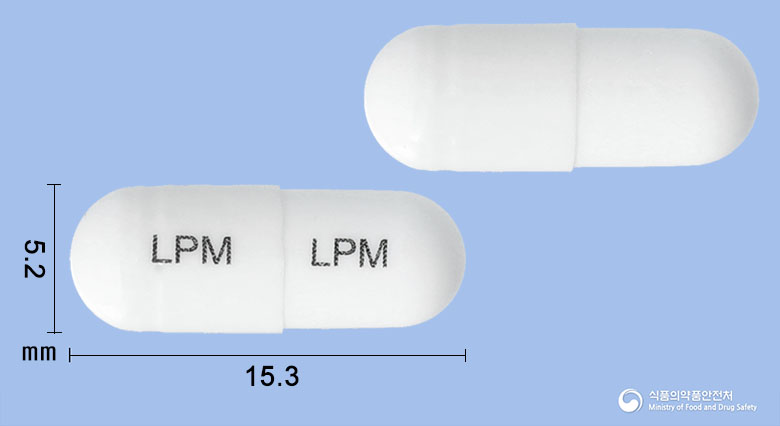 LPM
LPM
5.2
mm
15.3
식품의약품안전처
Ministry of Food and Drug Safety